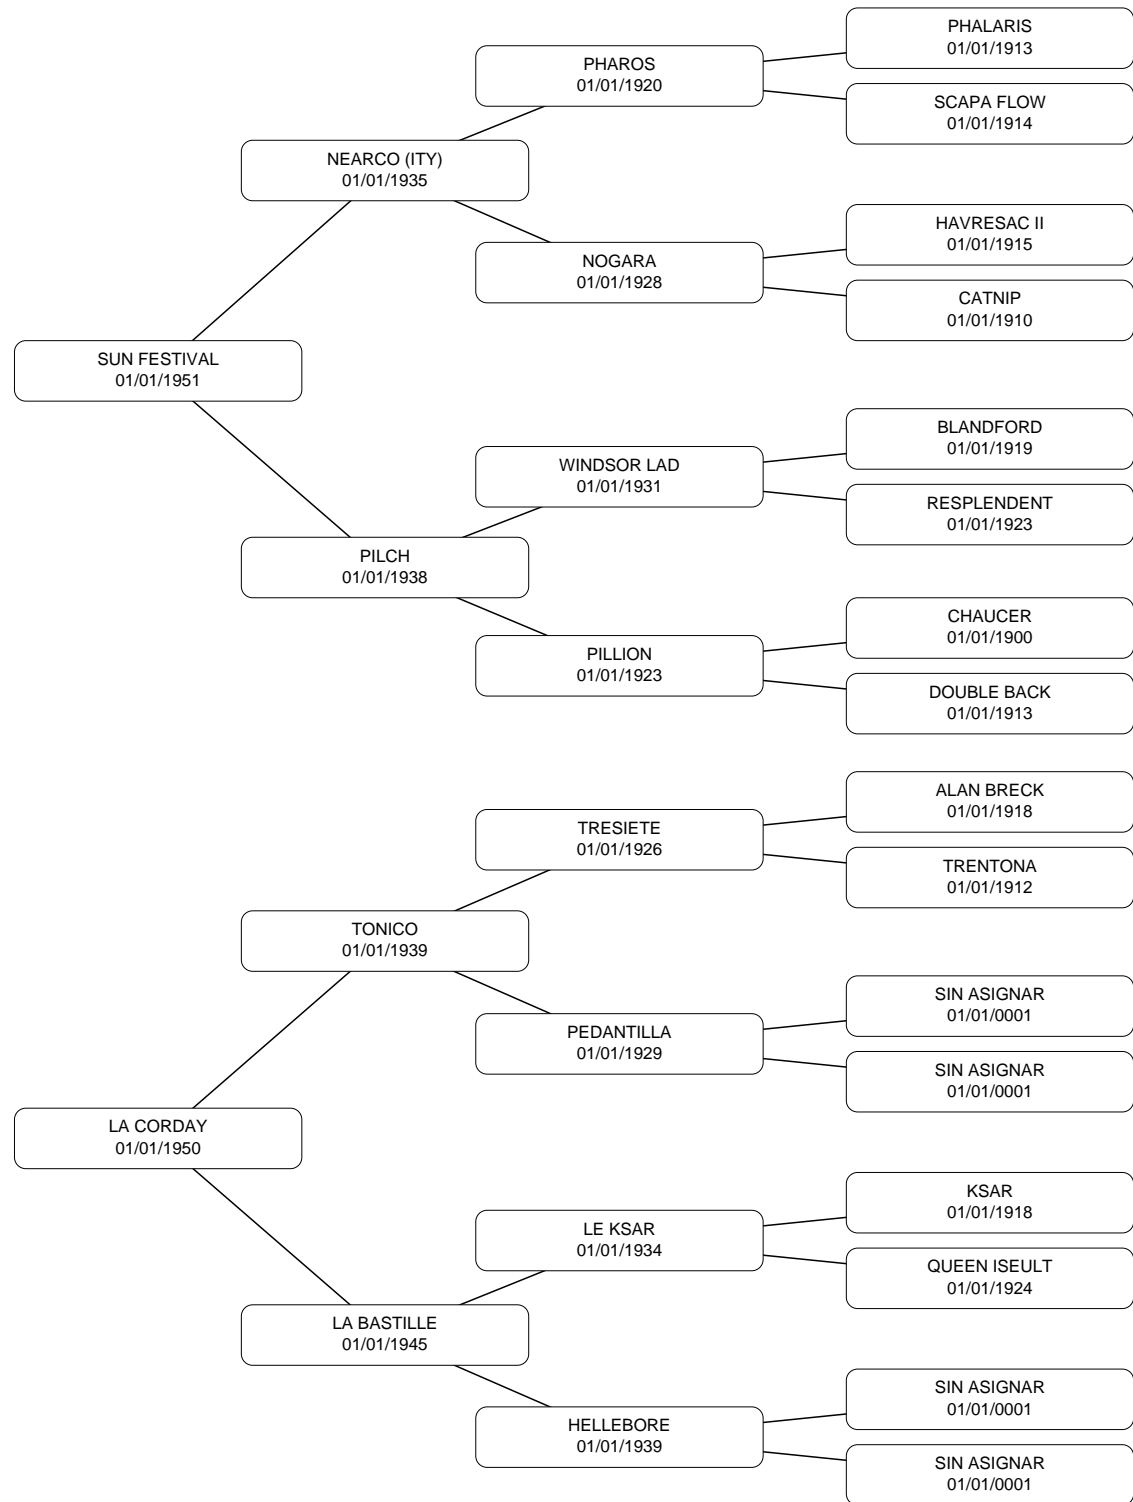 PHALARIS
01/01/1913
PHAROS
01/01/1920
SCAPA FLOW
01/01/1914
NEARCO (ITY)
01/01/1935
HAVRESAC II
01/01/1915
NOGARA
01/01/1928
CATNIP
01/01/1910
SUN FESTIVAL
01/01/1951
BLANDFORD
01/01/1919
WINDSOR LAD
01/01/1931
RESPLENDENT
01/01/1923
PILCH
01/01/1938
CHAUCER
01/01/1900
PILLION
01/01/1923
DOUBLE BACK
01/01/1913
ALAN BRECK
01/01/1918
TRESIETE
01/01/1926
TRENTONA
01/01/1912
TONICO
01/01/1939
SIN ASIGNAR
01/01/0001
PEDANTILLA
01/01/1929
SIN ASIGNAR
01/01/0001
LA CORDAY
01/01/1950
KSAR
01/01/1918
LE KSAR
01/01/1934
QUEEN ISEULT
01/01/1924
LA BASTILLE
01/01/1945
SIN ASIGNAR
01/01/0001
HELLEBORE
01/01/1939
SIN ASIGNAR
01/01/0001